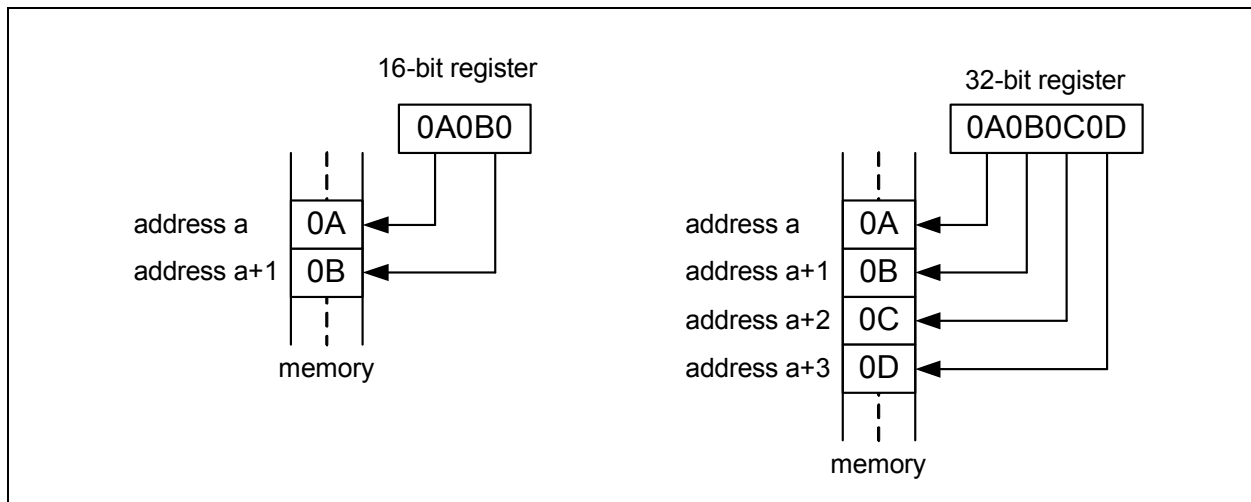 16-bit register
0A0B0
address a
0A
address a+1
0B
memory
32-bit register
0A0B0C0D
address a
0A
address a+1
0B
address a+2
0C
address a+3
0D
memory